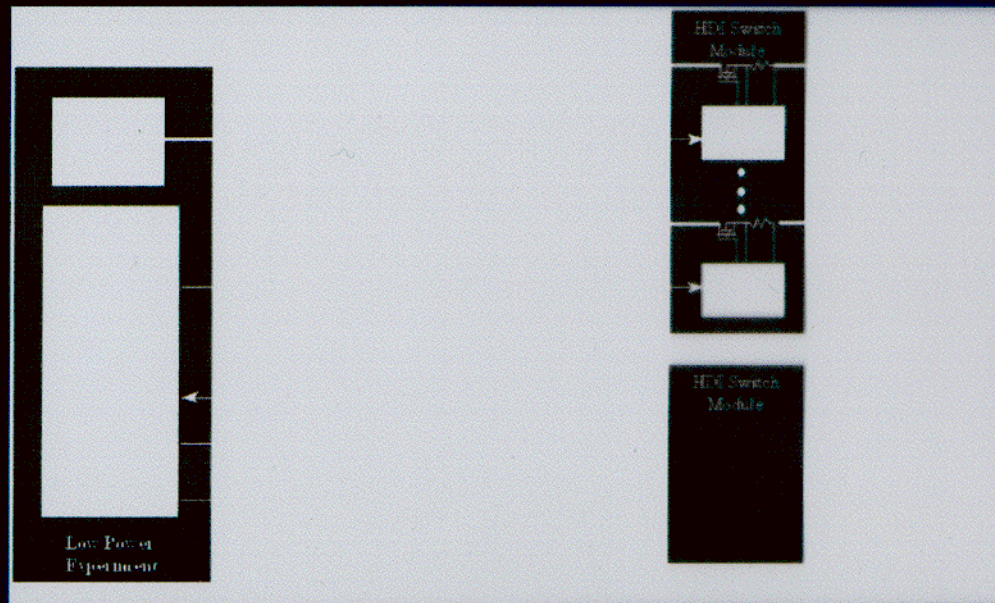 HDI Switch
Module
HDI Switch
Module
Low Power
Experiment